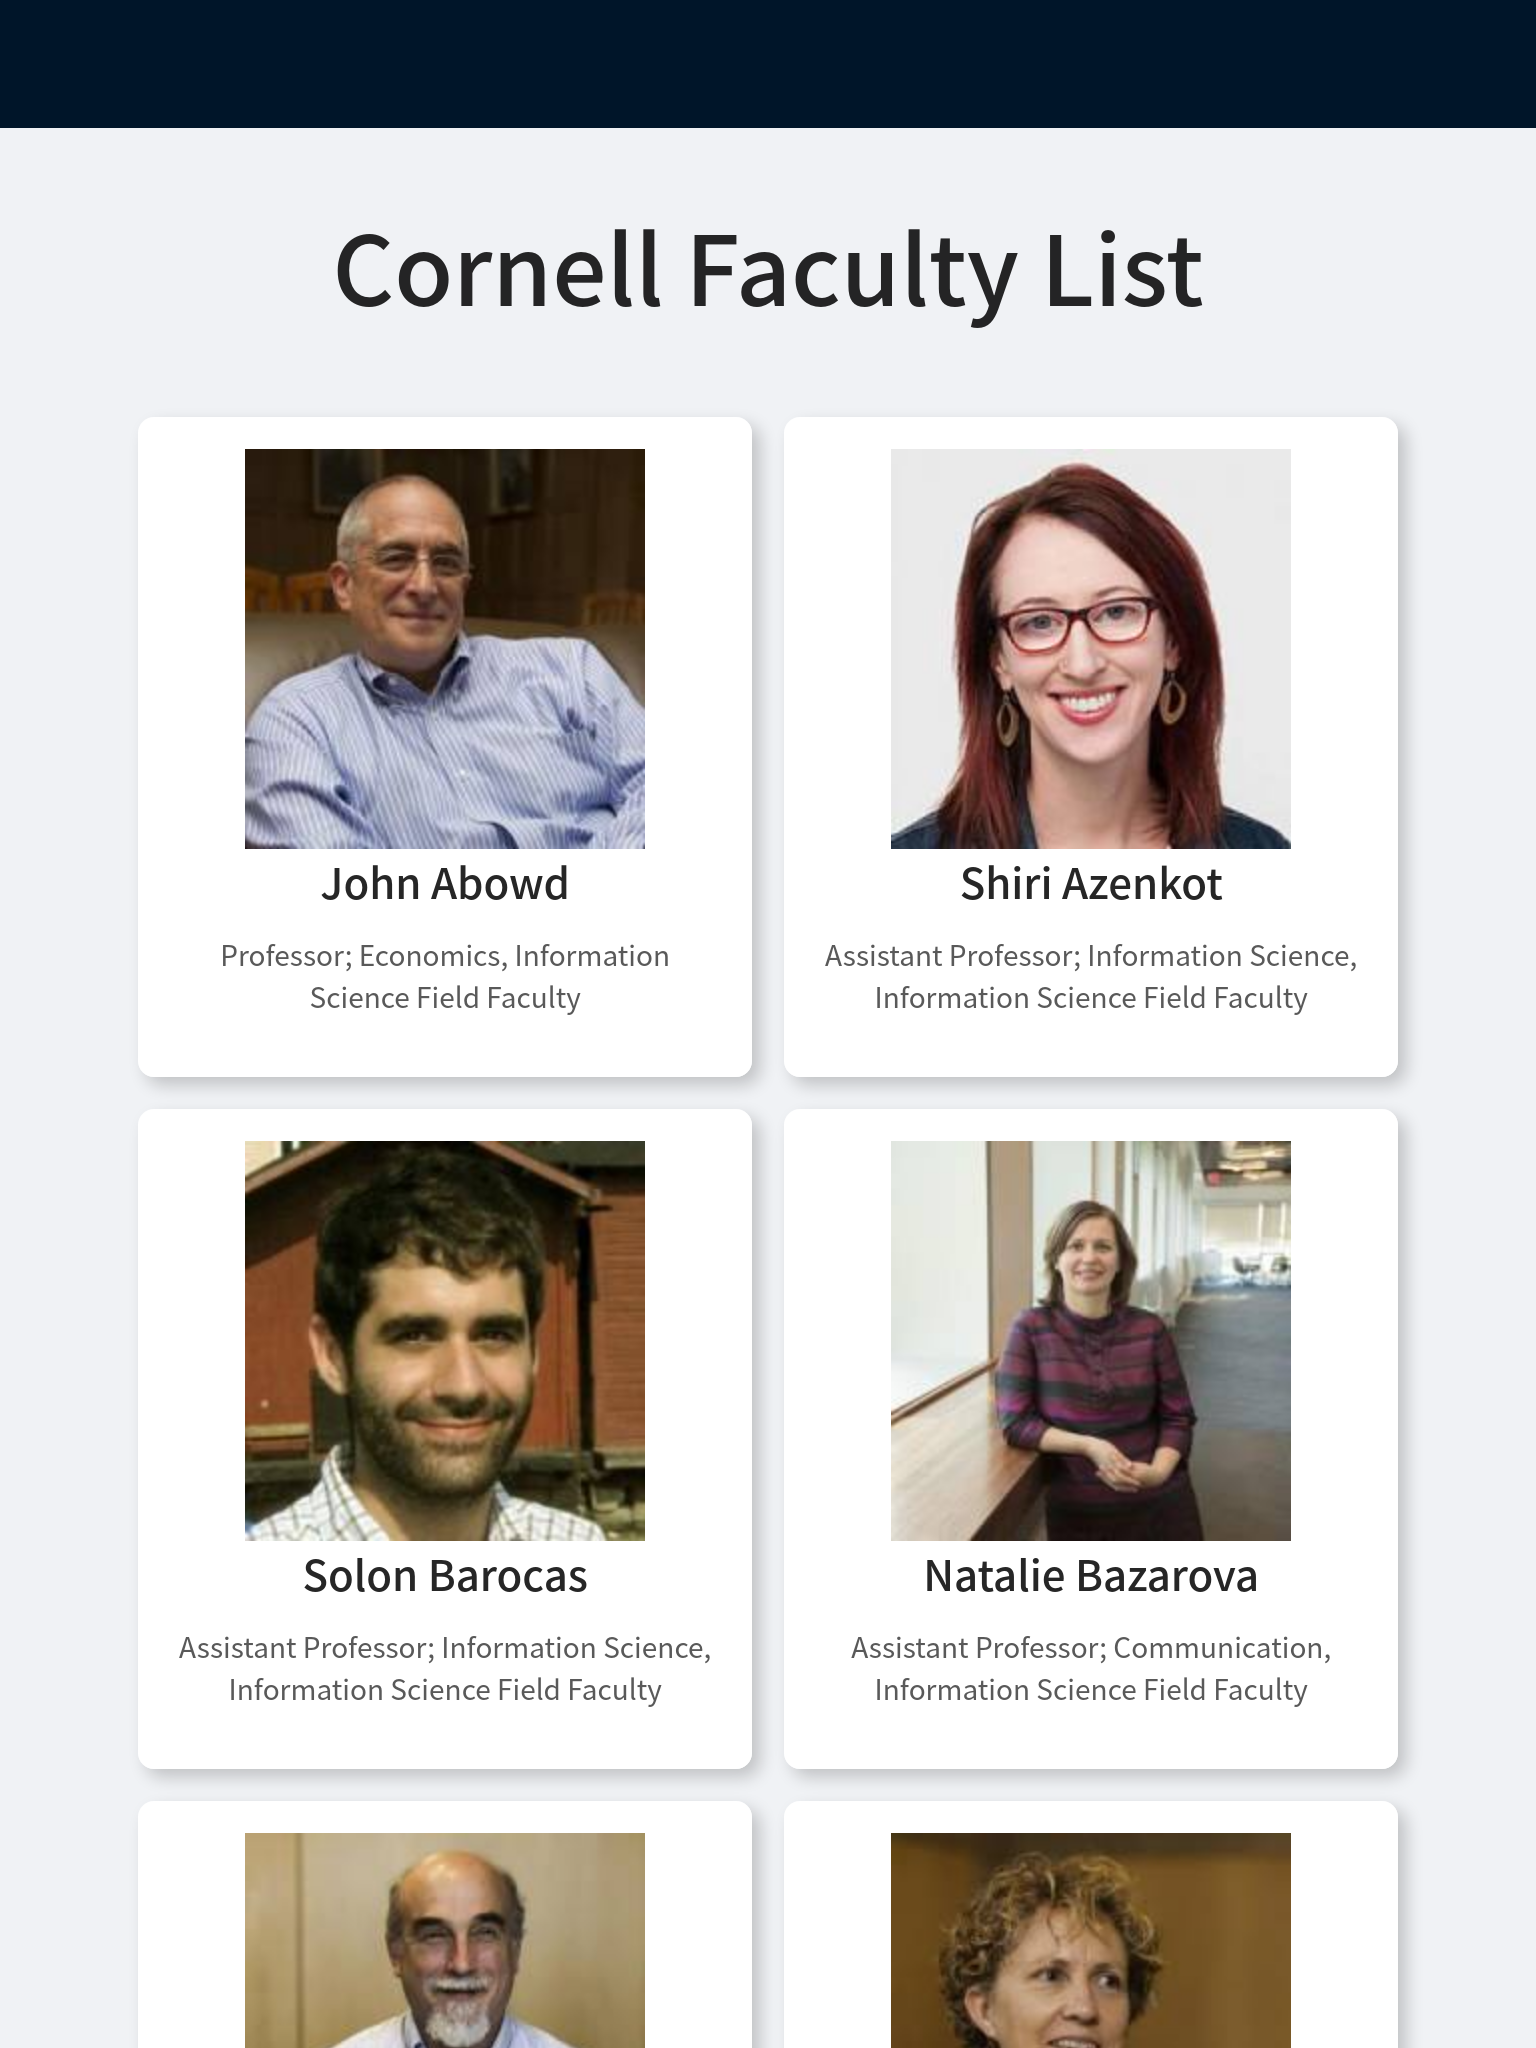 Cornell Faculty List
John Abowd
Professor; Economics, Information
Science Field Faculty
Shiri Azenkot
Assistant Professor; Information Science,
Information Science Field Faculty
Solon Barocas
Assistant Professor; Information Science,
Information Science Field Faculty
Natalie Bazarova
Assistant Professor; Communication,
Information Science Field Faculty